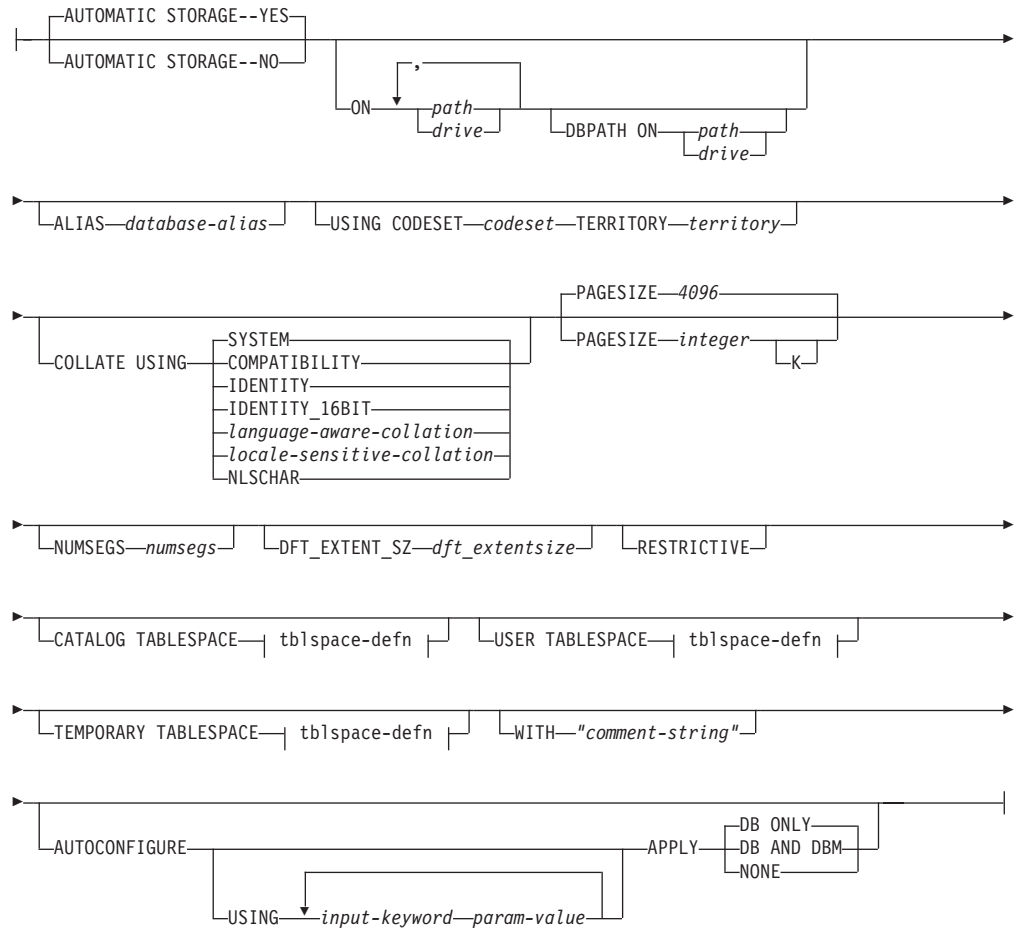 AUTOMATIC STORAGE--YES
AUTOMATIC STORAGE--NO
,
ON path
drive
DBPATH ON path
drive
ALIAS database-alias USING CODESET codeset TERRITORY territory
PAGESIZE 4096
COLLATE USING SYSTEM PAGESIZE integer
COMPATIBILITY K
IDENTITY
IDENTITY_16BIT
language-aware-collation
locale-sensitive-collation
NLSCHAR
NUMSEGS numsegs DFT_EXTENT_SZ dft_extentsize RESTRICTIVE
CATALOG TABLESPACE tblspace-defn USER TABLESPACE tblspace-defn
TEMPORARY TABLESPACE tblspace-defn WITH "comment-string"
AUTOCONFIGURE APPLY DB ONLY
DB AND DBM
NONE
USING input-keyword param-value